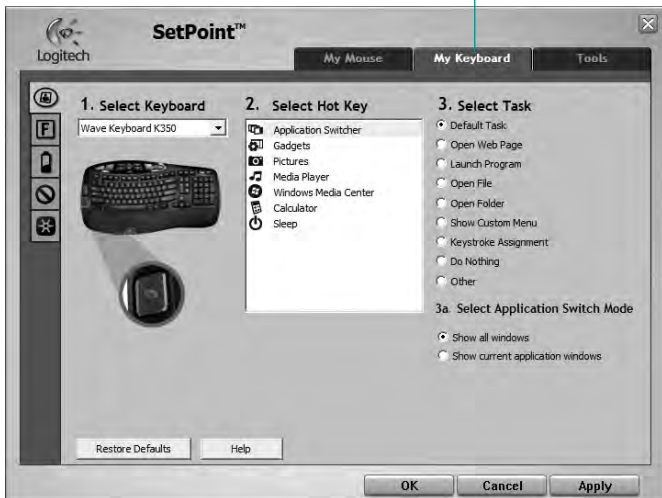 SetPoint™
Logitech
My Mouse
My Keyboard
Tools
1. Select Keyboard
Wave Keyboard K350
2. Select Hot Key
Application Switcher
Gadgets
Pictures
Media Player
Windows Media Center
Calculator
Sleep
3. Select Task
Default Task
Open Web Page
Launch Program
Open File
Open Folder
Show Custom Menu
Keystroke Assignment
Do Nothing
Other
3a Select Application Switch Mode
Show all windows
Show current application windows
Restore Defaults
Help
OK
Cancel
Apply